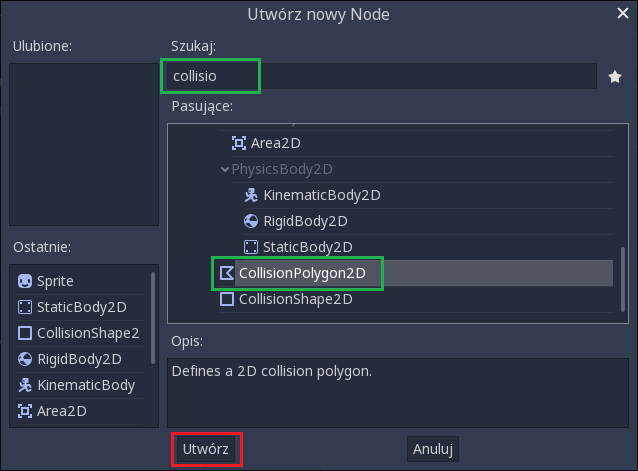 Utwórz nowy Node
Ulubione:
Szukaj:
collisio
Pasujące:
Area2D
PhysicsBody2D
KinematicBody2D
RigidBody2D
StaticBody2D
CollisionPolygon2D
CollisionShape2D
Ostatnie:
Sprite
StaticBody2D
CollisionShape2
RigidBody2D
KinematicBody
Area2D
Opis:
Defines a 2D collision polygon.
Utwórz
Anuluj